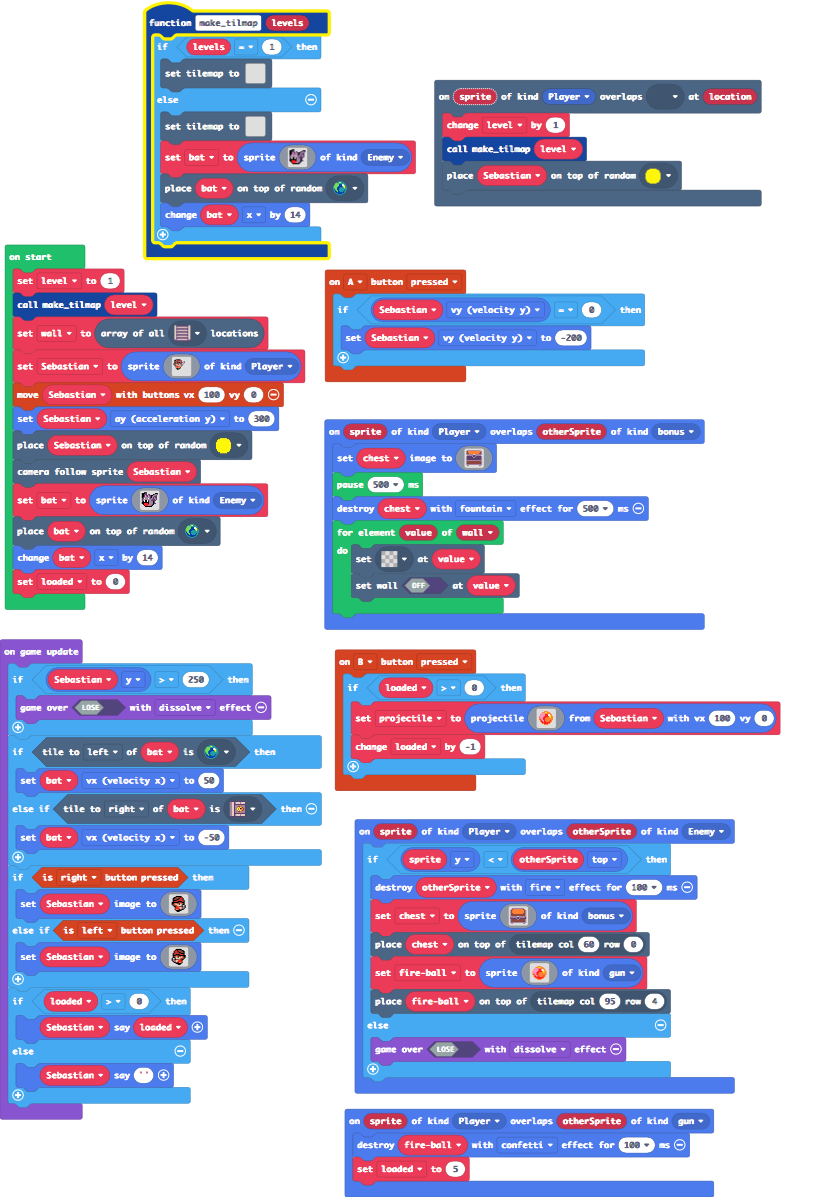 function make_tilmap levels
if levels = 1 then
set tilemap to
else
set tilemap to
set bat to sprite of kind Enemy
place bat on top of random
change bat x by 14
on sprite of kind Player overlaps at location
change level by 1
call make_tilmap level
place Sebastian on top of random
on start
set level to 1
call make_tilmap level
set wall to array of all locations
set Sebastian to sprite of kind Player
move Sebastian with buttons vx 100 vy 0
set Sebastian ay (acceleration y) to 300
place Sebastian on top of random
camera follow sprite Sebastian
set bat to sprite of kind Enemy
place bat on top of random
change bat x by 14
set loaded to 0
on A button pressed
if Sebastian vy (velocity y) = 0 then
set Sebastian vy (velocity y) to -200
on sprite of kind Player overlaps otherSprite of kind bonus
set chest image to
pause 500 ms
destroy chest with fountain effect for 500 ms
for element value of wall
do set at value
set wall OFF at value
on game update
if Sebastian y > 250 then
game over LOSE with dissolve effect
if tile to left of bat is then
set bat vx (velocity x) to 50
else if tile to right of bat is then
set bat vx (velocity x) to -50
if is right button pressed then
set Sebastian image to
else if is left button pressed then
set Sebastian image to
if loaded > 0 then
Sebastian say loaded
else
Sebastian say " "
on B button pressed
if loaded > 0 then
set projectile to projectile from Sebastian with vx 100 vy 0
change loaded by -1
on sprite of kind Player overlaps otherSprite of kind Enemy
if sprite y < otherSprite top then
destroy otherSprite with fire effect for 100 ms
set chest to sprite of kind bonus
place chest on top of tilemap col 60 row 0
set fire-ball to sprite of kind gun
place fire-ball on top of tilemap col 95 row 4
else
game over LOSE with dissolve effect
on sprite of kind Player overlaps otherSprite of kind gun
destroy fire-ball with confetti effect for 100 ms
set loaded to 5